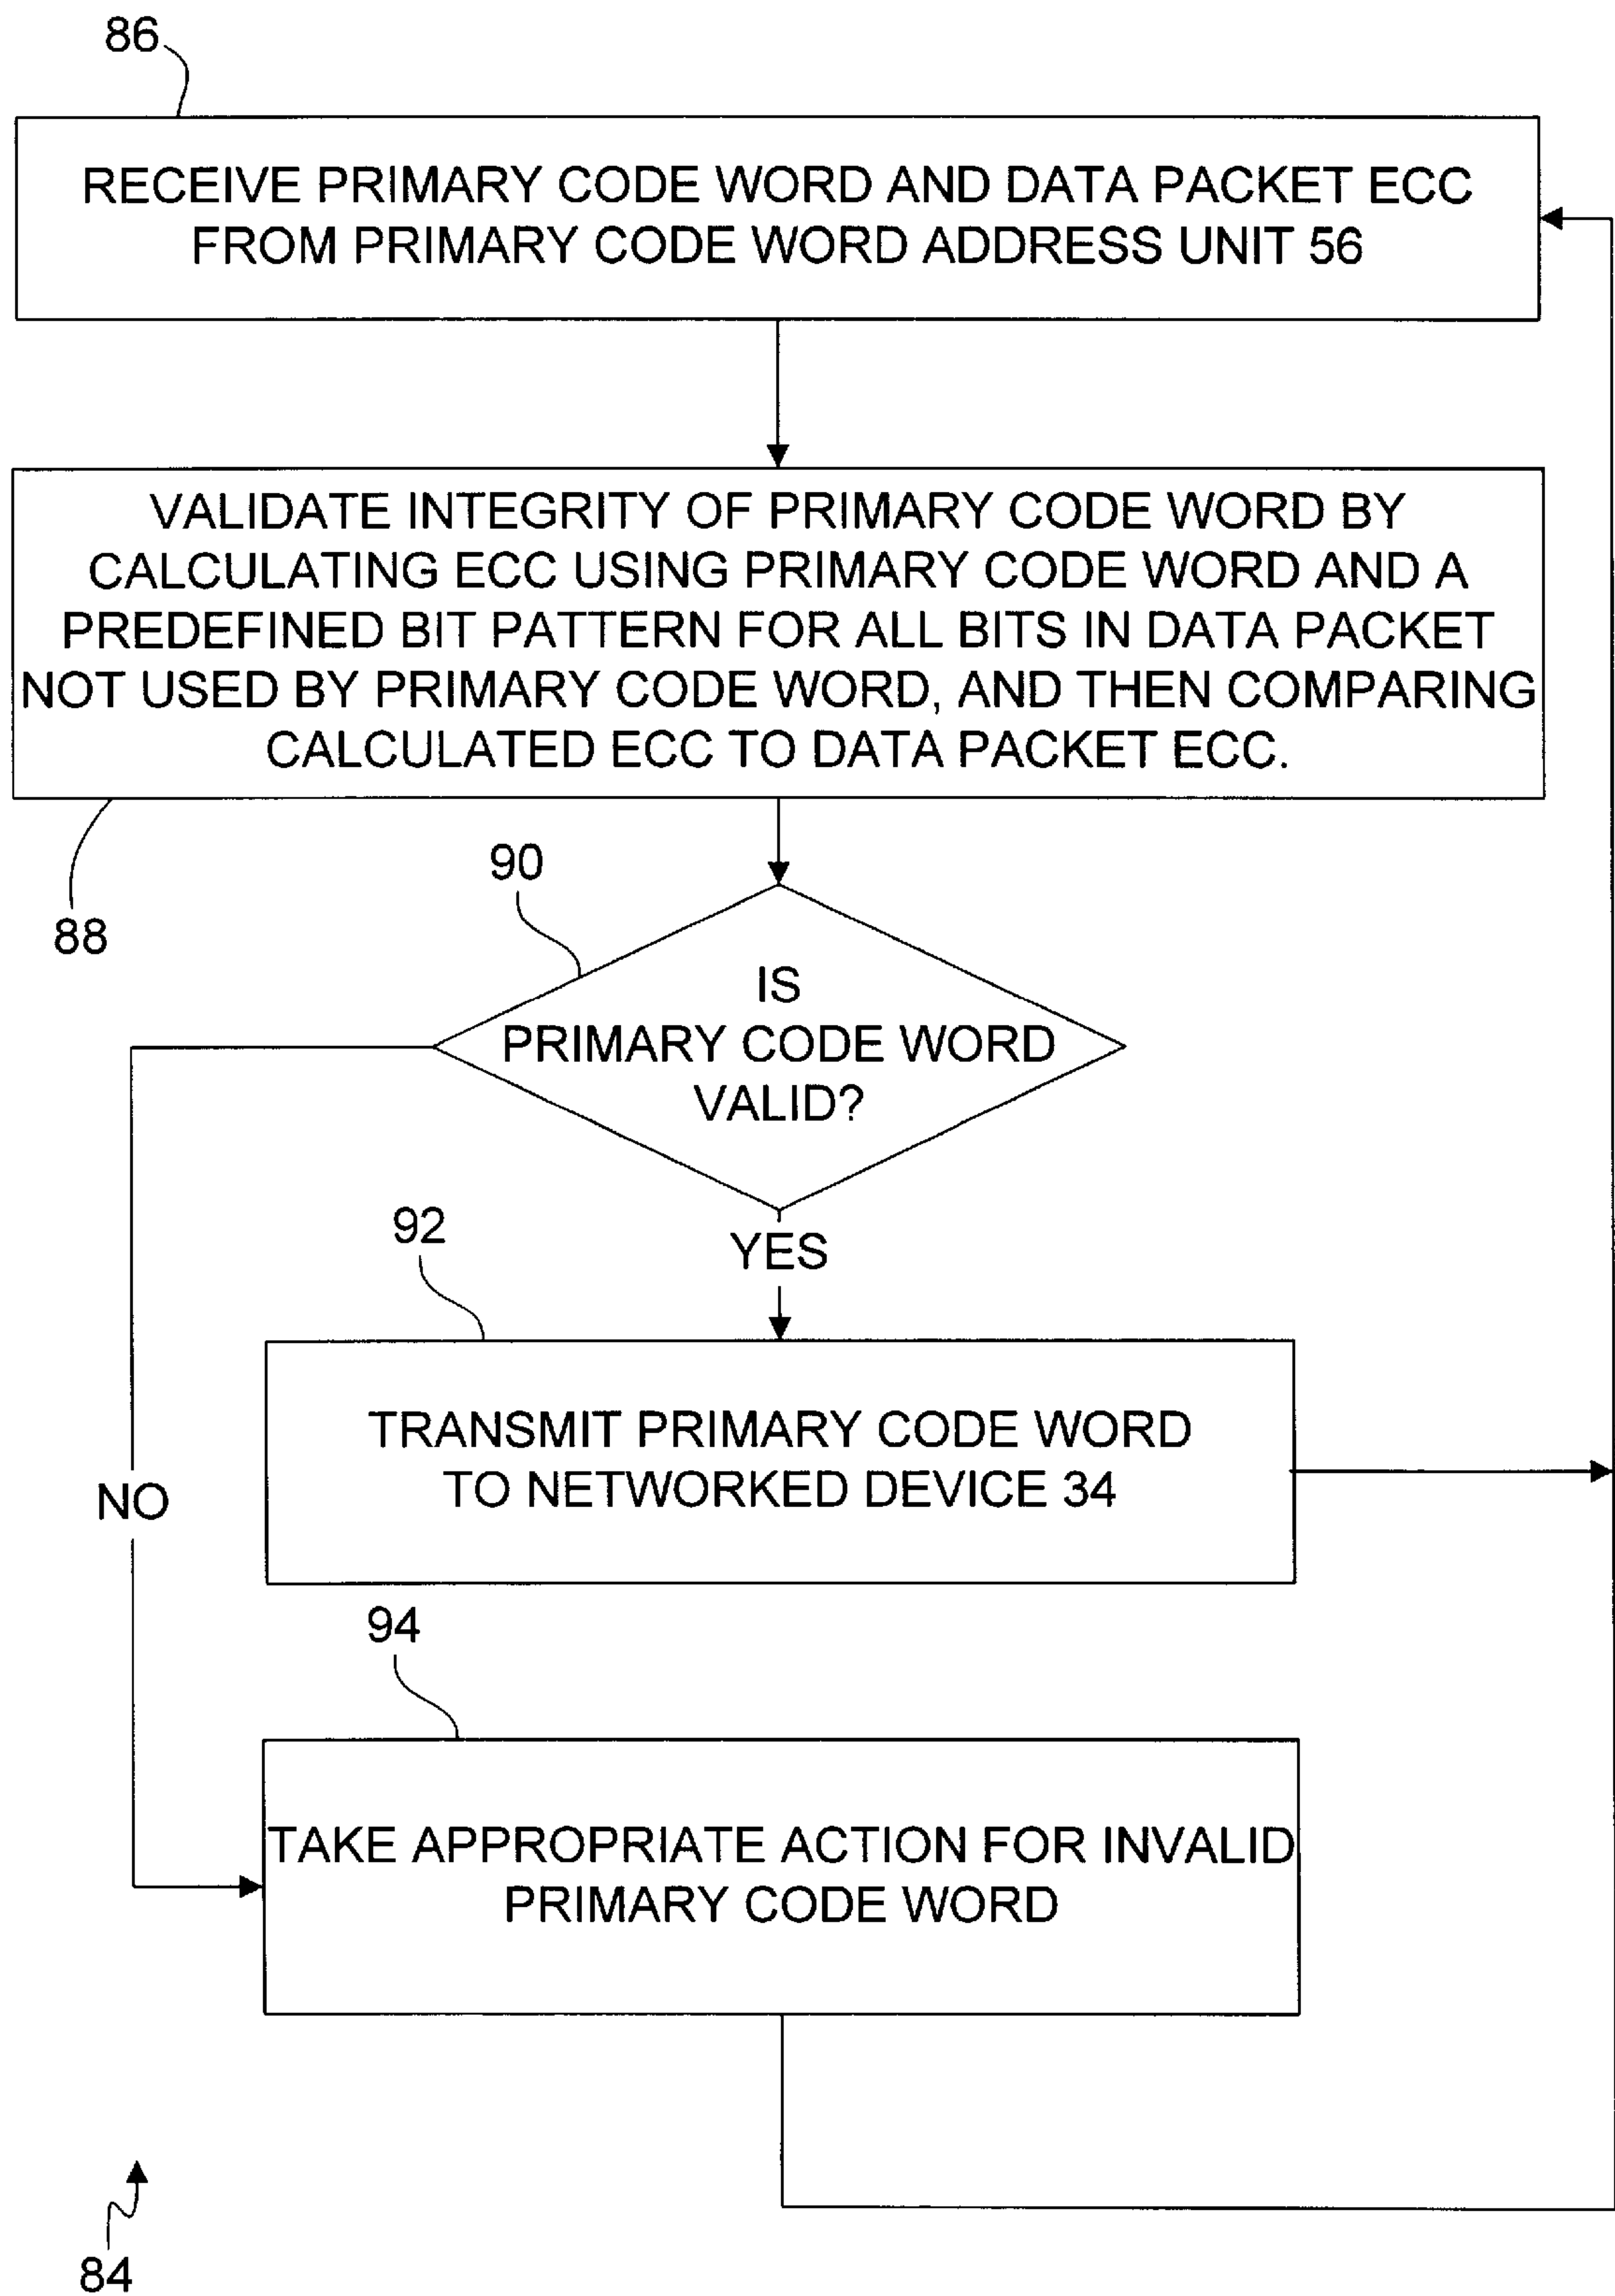 86
RECEIVE PRIMARY CODE WORD AND DATA PACKET ECC
FROM PRIMARY CODE WORD ADDRESS UNIT 56
VALIDATE INTEGRITY OF PRIMARY CODE WORD BY
CALCULATING ECC USING PRIMARY CODE WORD AND A
PREDEFINED BIT PATTERN FOR ALL BITS IN DATA PACKET
NOT USED BY PRIMARY CODE WORD, AND THEN COMPARING
CALCULATED ECC TO DATA PACKET ECC.
88
90
IS
PRIMARY CODE WORD
VALID?
92
YES
TRANSMIT PRIMARY CODE WORD
TO NETWORKED DEVICE 34
NO
94
TAKE APPROPRIATE ACTION FOR INVALID
PRIMARY CODE WORD
84